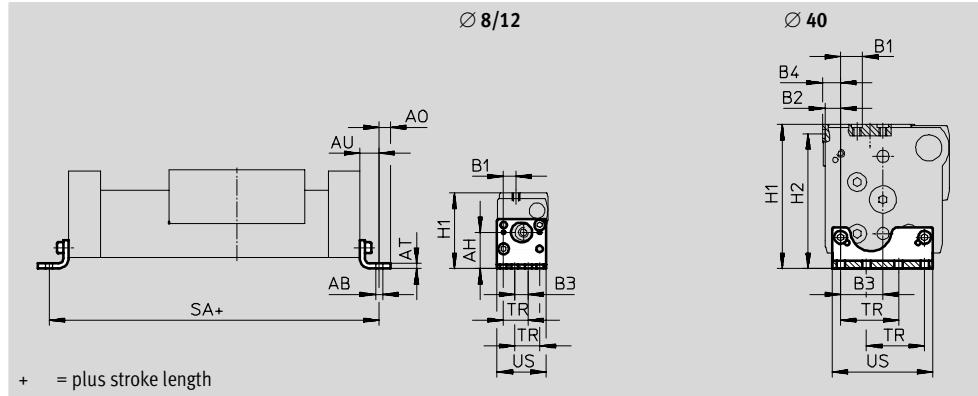 ∅ 8/12
∅ 40
B1
B4
B2
AO
AU
B1
H1
H2
H1
AH
AT
AB
B3
B3
SA+
TR
TR
TR
TR
US
US
+ = plus stroke length